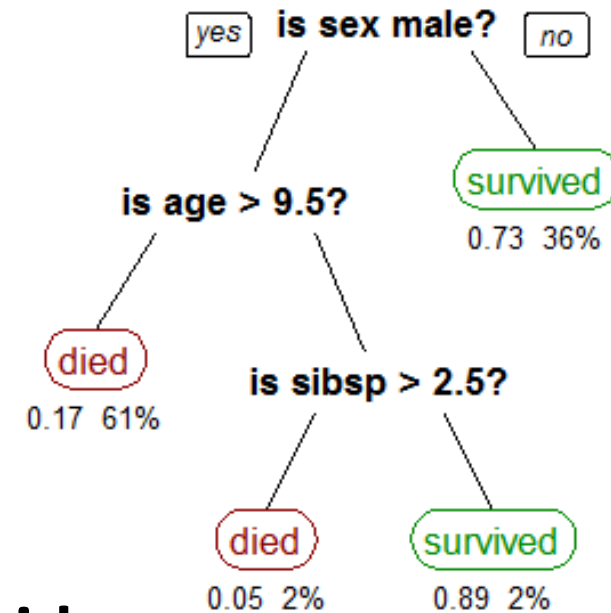 yes is sex male? no
survived
is age > 9.5?
0.73 36%
died
is sibsp > 2.5?
0.17 61%
died survived
0.05 2% 0.89 2%